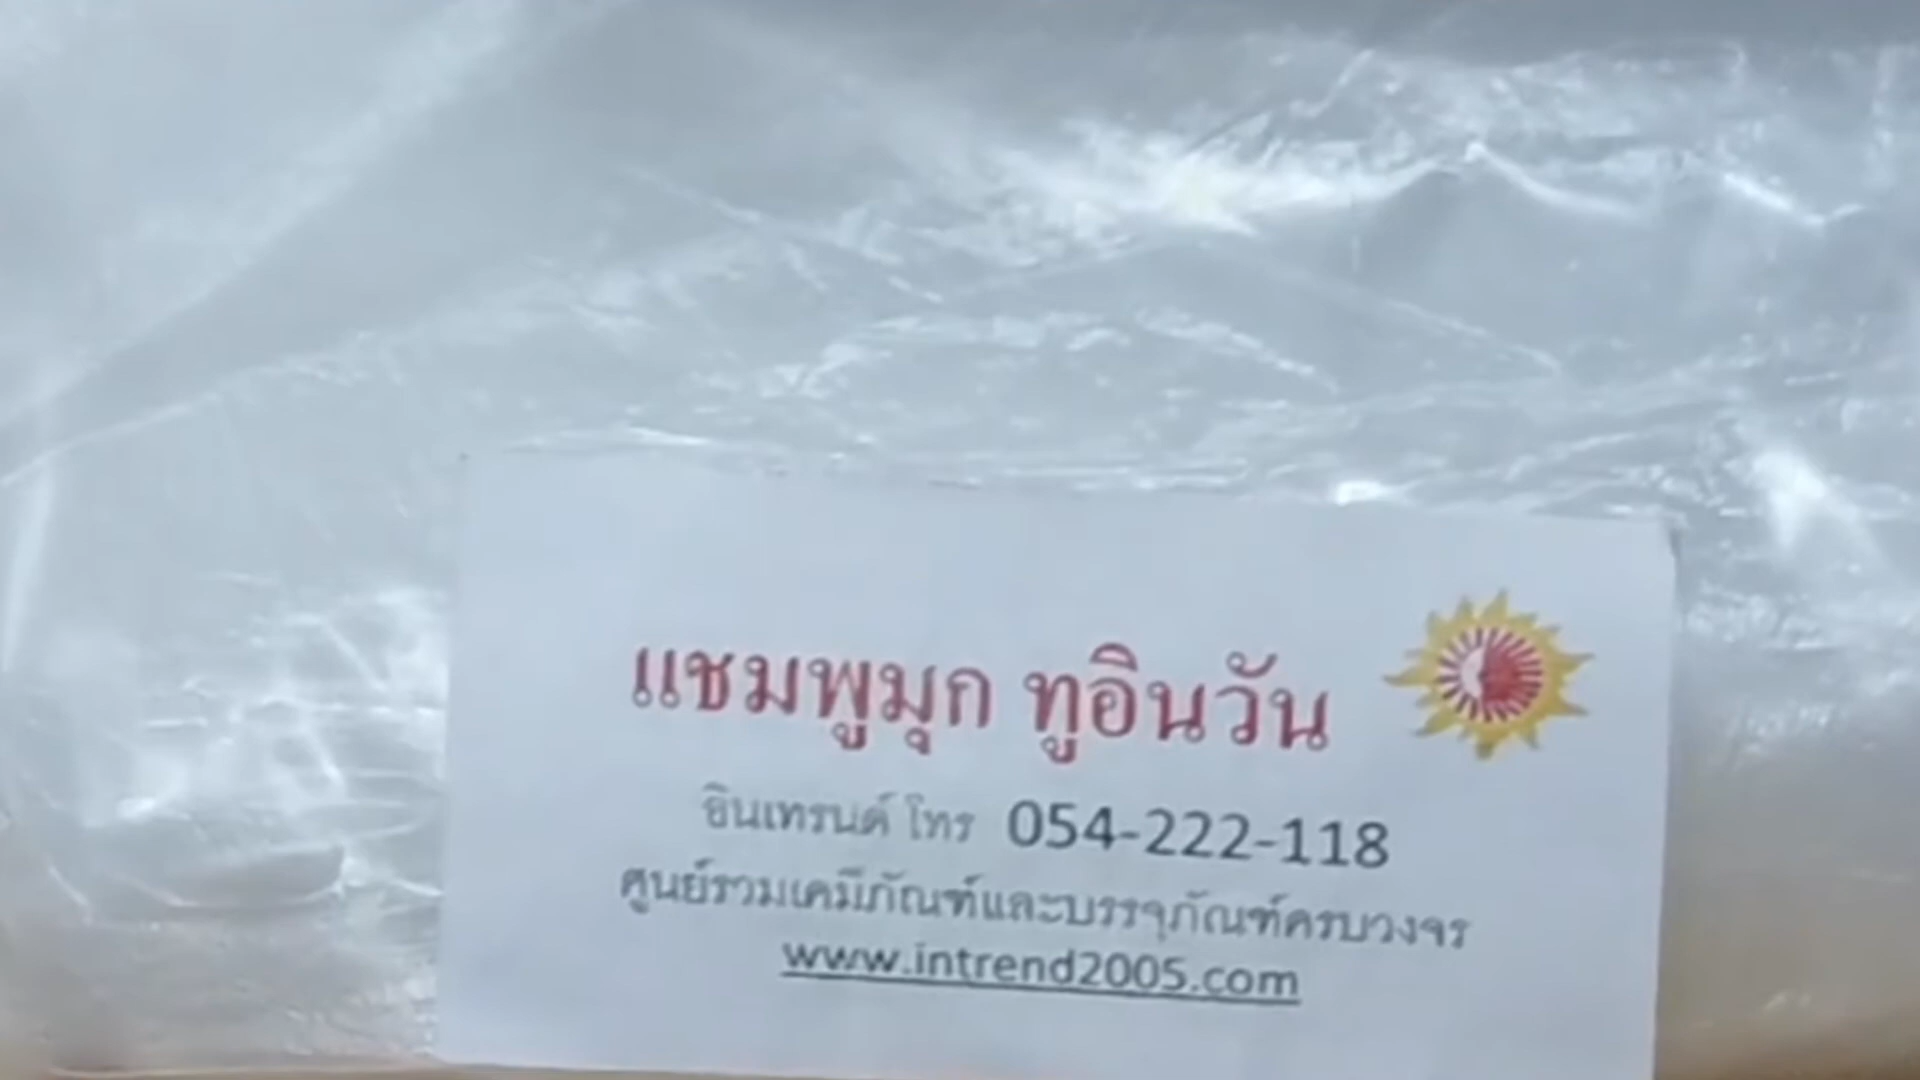 แชมพูมุก ทูอินวัน
อินเทรนด์ โทร 054-222-118
ศูนย์รวมเคมีภัณฑ์และบรรจุภัณฑ์ครบวงจร
www.intrend2005.com